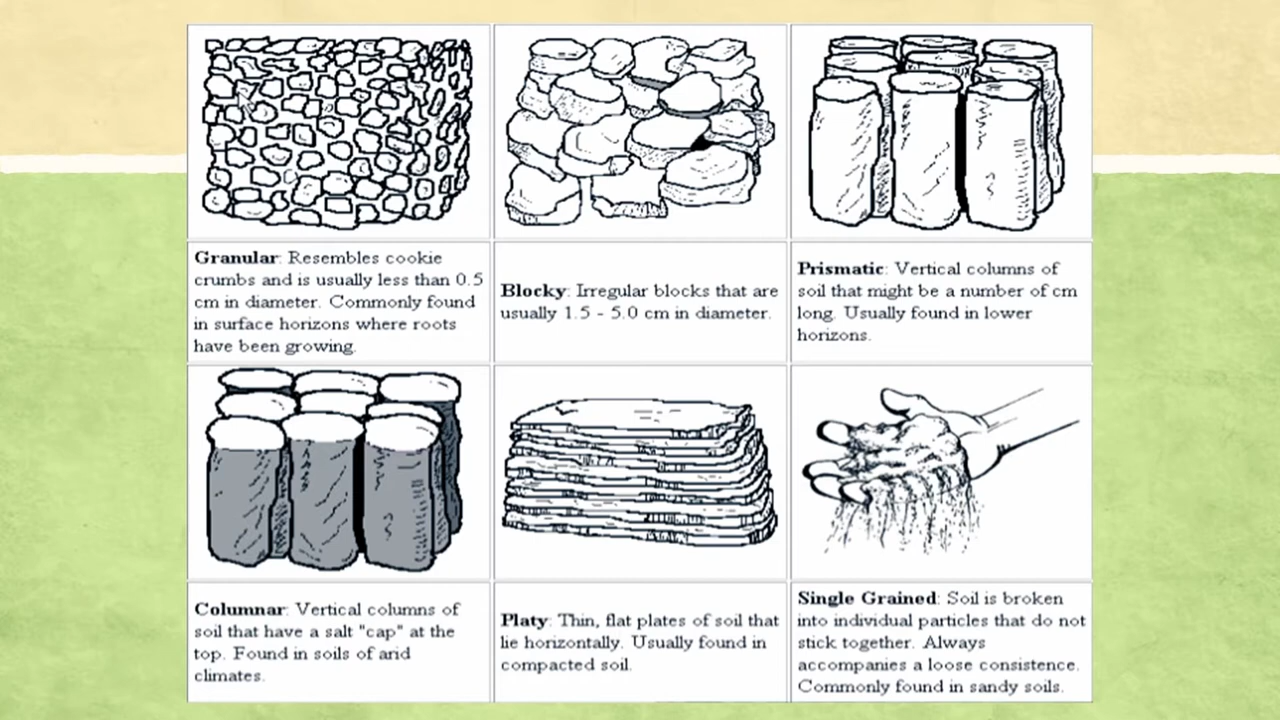 Granular: Resembles cookie
crumbs and is usually less than 0.5
cm in diameter. Commonly found
in surface horizons where roots
have been growing.
Blocky: Irregular blocks that are
usually 1.5 - 5.0 cm in diameter.
Prismatic: Vertical columns of
soil that might be a number of cm
long. Usually found in lower
horizons.
Columnar: Vertical columns of
soil that have a salt "cap" at the
top. Found in soils of arid
climates.
Platy: Thin, flat plates of soil that
lie horizontally. Usually found in
compacted soil.
Single Grained: Soil is broken
into individual particles that do not
stick together. Always
accompanies a loose consistence.
Commonly found in sandy soils.